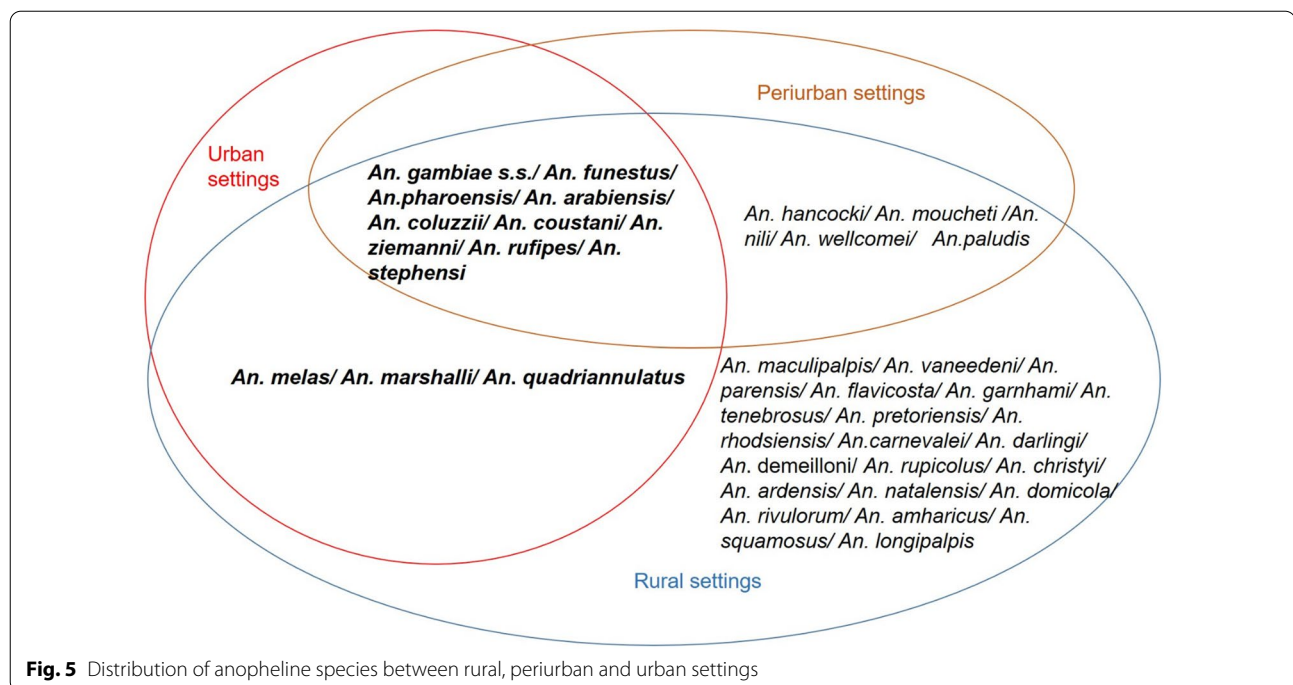 Periurban settings
Urban
settings
An. gambiae s.s./ An. funestus/
An.pharoensis/ An. arabiensis/
An. coluzzii/ An. coustani/ An.
ziemanni/ An. rufipes/ An.
stephensi
An. hancocki/ An. moucheti /An.
nili/ An. wellcomei/ An.paludis
An. melas/ An. marshalli/ An. quadriannulatus
An. maculipalpis/ An. vaneedeni/ An.
parensis/ An. flavicosta/ An. garnhami/ An.
tenebrosus/ An. pretoriensis/ An.
rhodsiensis/ An.carnevalei/ An. darlingi/
An. demeilloni/ An. rupicolus/ An. christyi/
An. ardensis/ An. natalensis/ An. domicola/
An. rivulorum/ An. amharicus/ An.
squamosus/ An. longipalpis
Rural settings
Fig. 5 Distribution of anopheline species between rural, periurban and urban settings